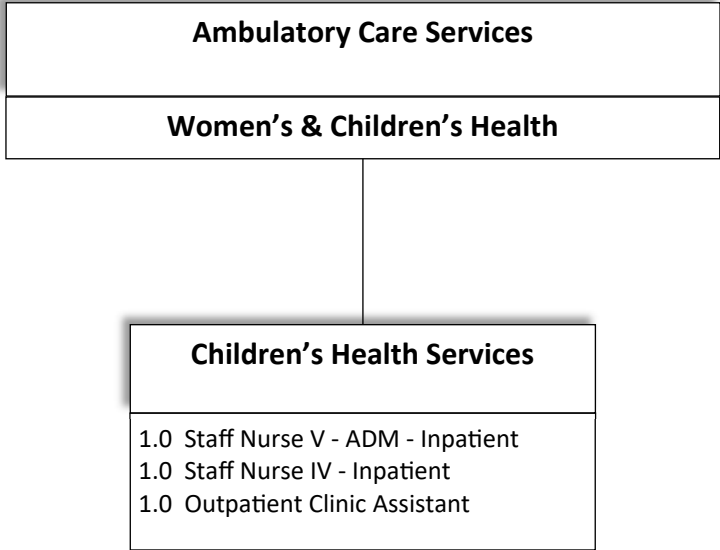 Ambulatory Care Services
Women’s & Children’s Health
Children’s Health Services
1.0 Staff Nurse V - ADM - Inpatient
1.0 Staff Nurse IV - Inpatient
1.0 Outpatient Clinic Assistant